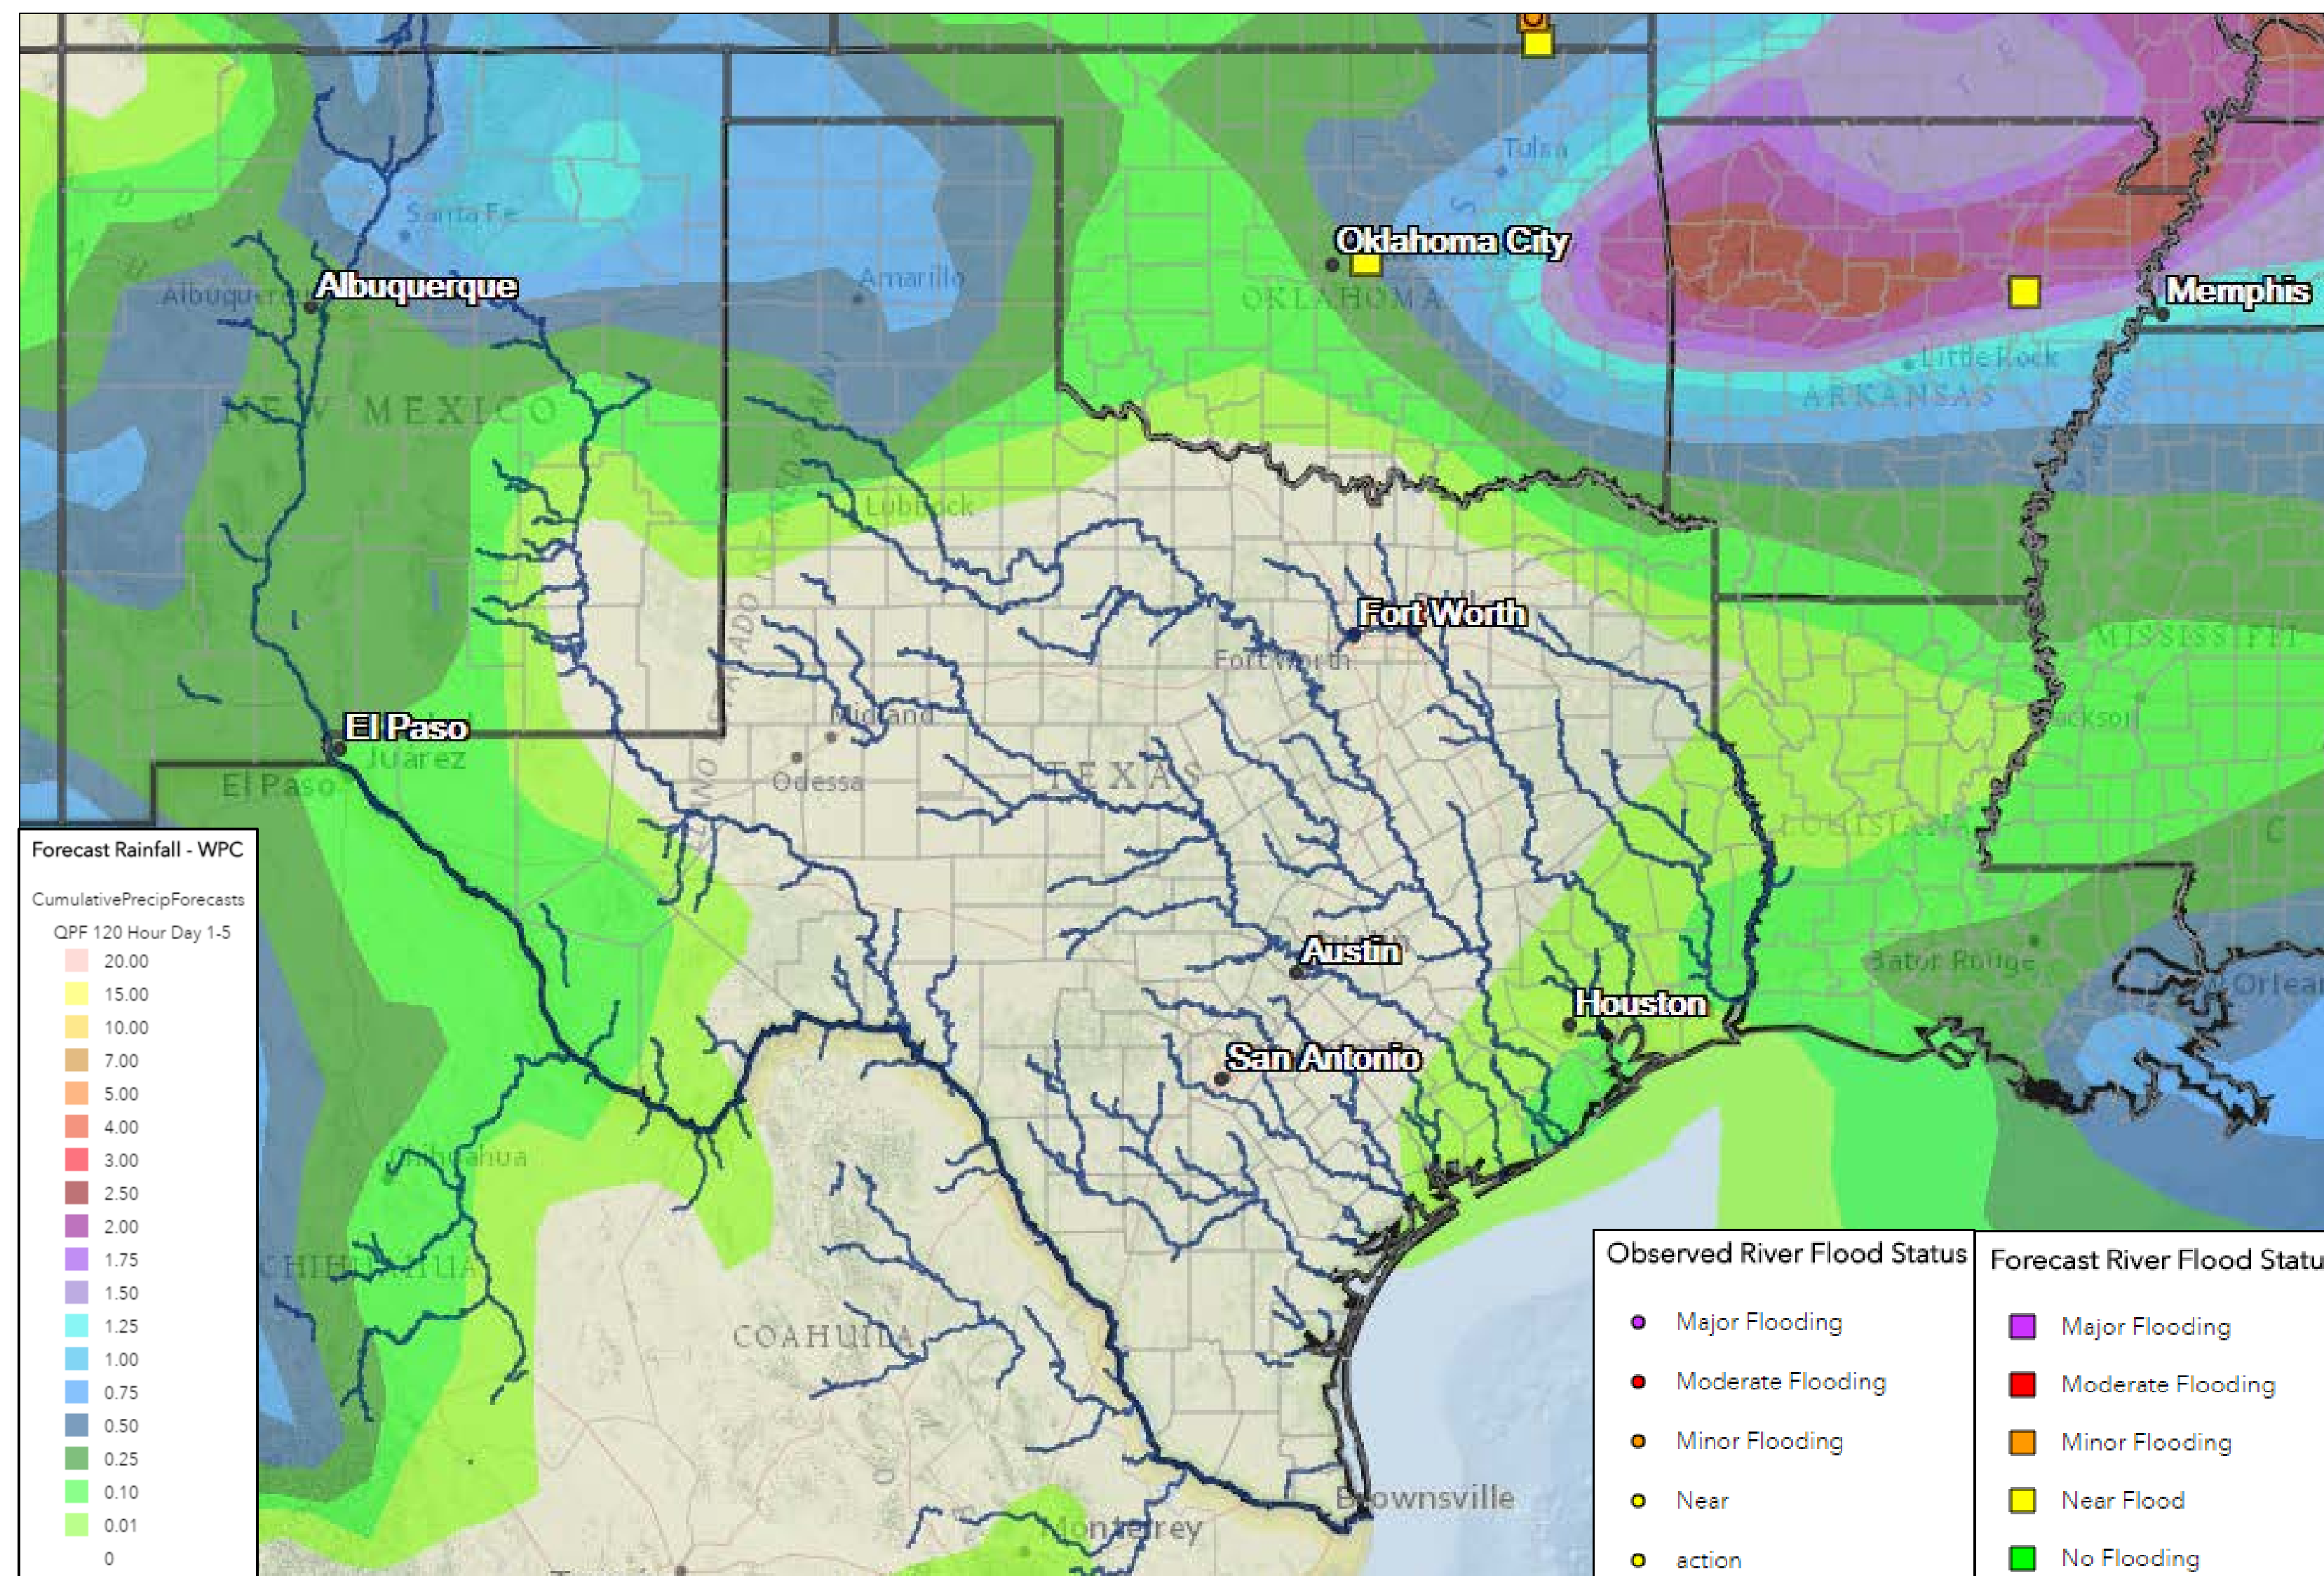 Tulsa
Santa Fe
Oklahoma City
OKLAHOMA
Amarillo
Albuquerque
Albuquerque
Memphis
Little Rock
ARKANSAS
NEW MEXICO
Lubbock
Fort Worth
Fort Worth
MISSISSIPPI
El Paso
Juárez
El Paso
Midland
Odessa
TEXAS
LOUISIANA
Austin
Houston
San Antonio
Chihuahua
CHIHUAHUA
COAHUILA
Brownsville
Monterrey
Forecast Rainfall - WPC
CumulativePrecipForecasts
QPF 120 Hour Day 1-5
20.00
15.00
10.00
7.00
5.00
4.00
3.00
2.50
2.00
1.75
1.50
1.25
1.00
0.75
0.50
0.25
0.10
0.01
0
Observed River Flood Status
Major Flooding
Moderate Flooding
Minor Flooding
Near
action
Forecast River Flood Statu
Major Flooding
Moderate Flooding
Minor Flooding
Near Flood
No Flooding